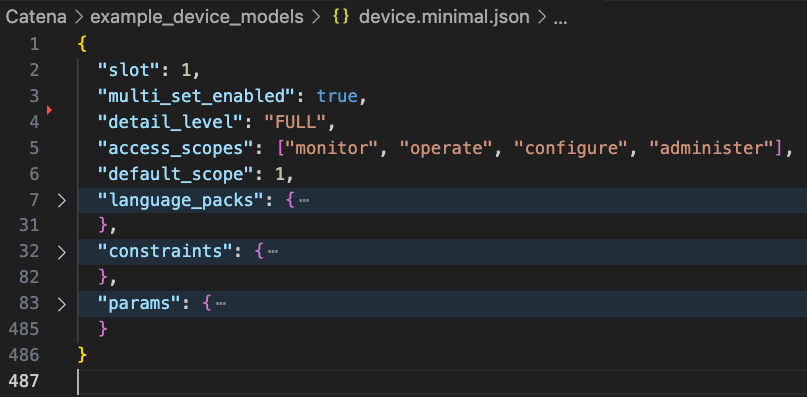 Catena > example_device_models > {} device.minimal.json > ...
1 {
2 "slot": 1,
3 "multi_set_enabled": true,
4 "detail_level": "FULL",
5 "access_scopes": ["monitor", "operate", "configure", "administer"],
6 "default_scope": 1,
7 > "language_packs": { ⋯
31 },
32 > "constraints": { ⋯
82 },
83 > "params": { ⋯
485 }
486 }
487